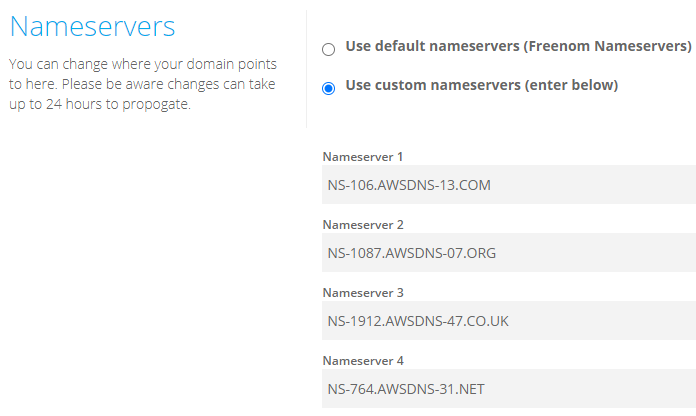 Nameservers
You can change where your domain points
to here. Please be aware changes can take
up to 24 hours to propogate.
Use default nameservers (Freenom Nameservers)
Use custom nameservers (enter below)
Nameserver 1
NS-106.AWSDNS-13.COM
Nameserver 2
NS-1087.AWSDNS-07.ORG
Nameserver 3
NS-1912.AWSDNS-47.CO.UK
Nameserver 4
NS-764.AWSDNS-31.NET